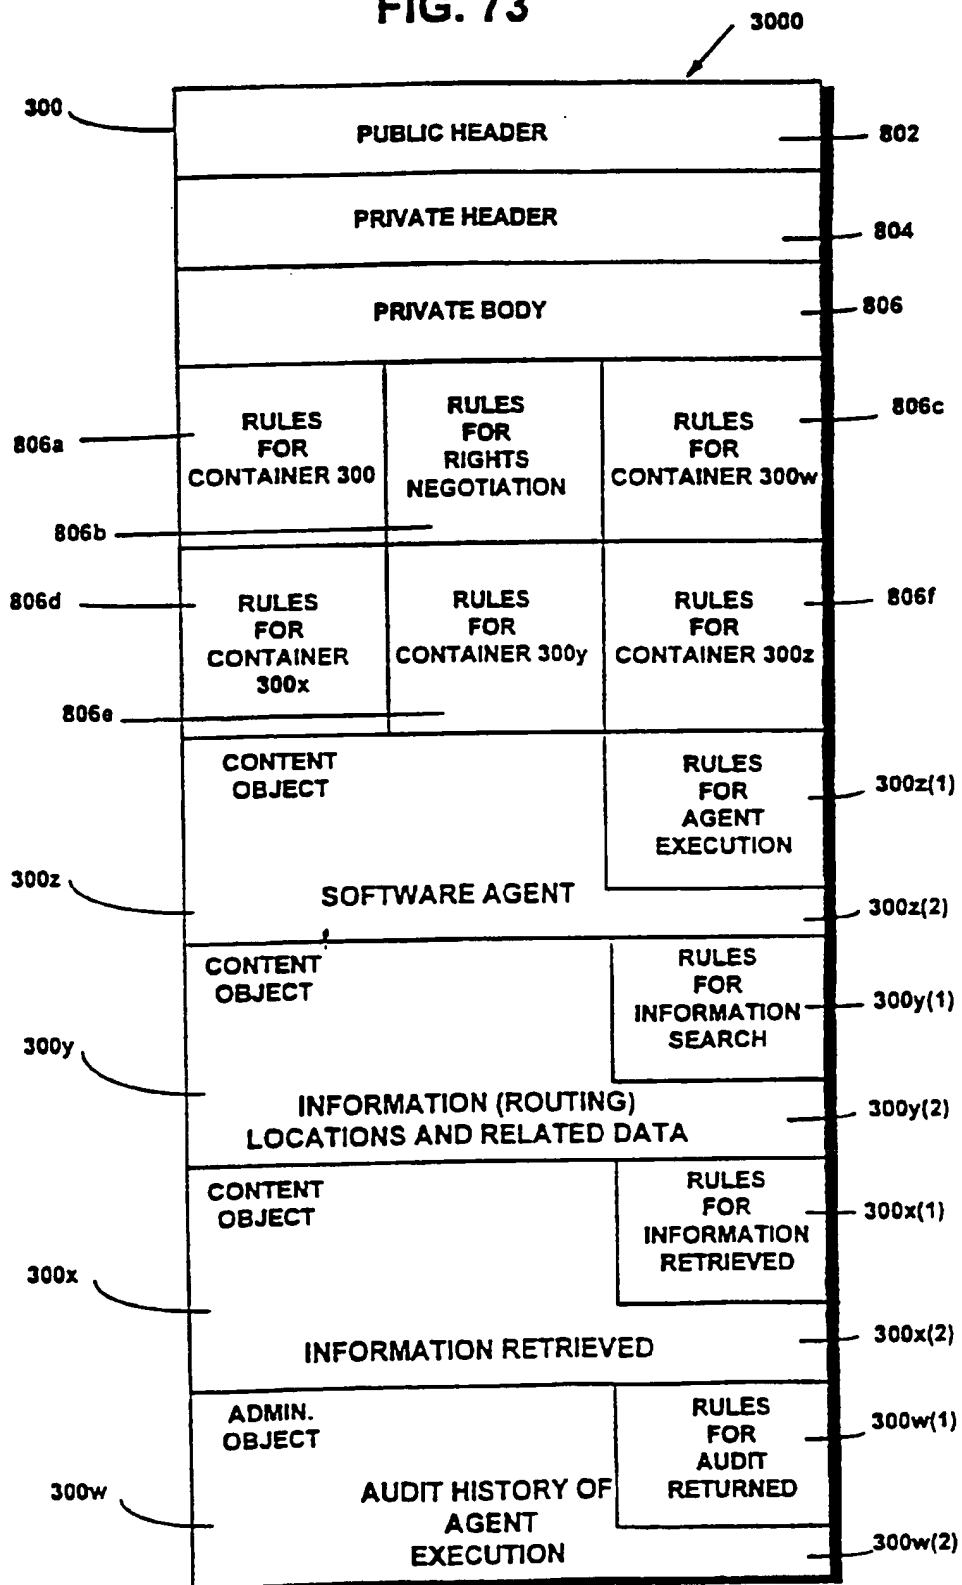 FIG. 73
3000
300
PUBLIC HEADER
802
PRIVATE HEADER
804
PRIVATE BODY
806
806a
RULES
FOR
CONTAINER 300
RULES
FOR
RIGHTS
NEGOTIATION
RULES
FOR
CONTAINER 300w
806c
806b
806d
RULES
FOR
CONTAINER
300x
RULES
FOR
CONTAINER 300y
RULES
FOR
CONTAINER 300z
806f
806e
CONTENT
OBJECT
RULES
FOR
AGENT
EXECUTION
300z(1)
300z
SOFTWARE AGENT
300z(2)
CONTENT
OBJECT
RULES
FOR
INFORMATION
SEARCH
300y(1)
300y
INFORMATION (ROUTING)
LOCATIONS AND RELATED DATA
300y(2)
CONTENT
OBJECT
RULES
FOR
INFORMATION
RETRIEVED
300x(1)
300x
INFORMATION RETRIEVED
300x(2)
ADMIN.
OBJECT
RULES
FOR
AUDIT
RETURNED
300w(1)
300w
AUDIT HISTORY OF
AGENT
EXECUTION
300w(2)